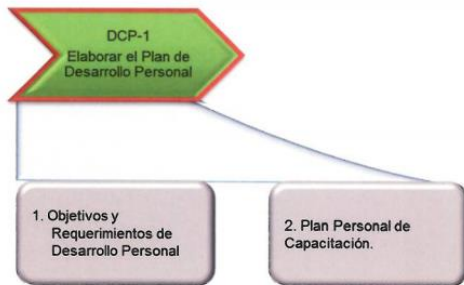 DCP-1
Elaborar el Plan de
Desarrollo Personal
1. Objetivos y
Requerimientos de
Desarrollo Personal
2. Plan Personal de
Capacitación.